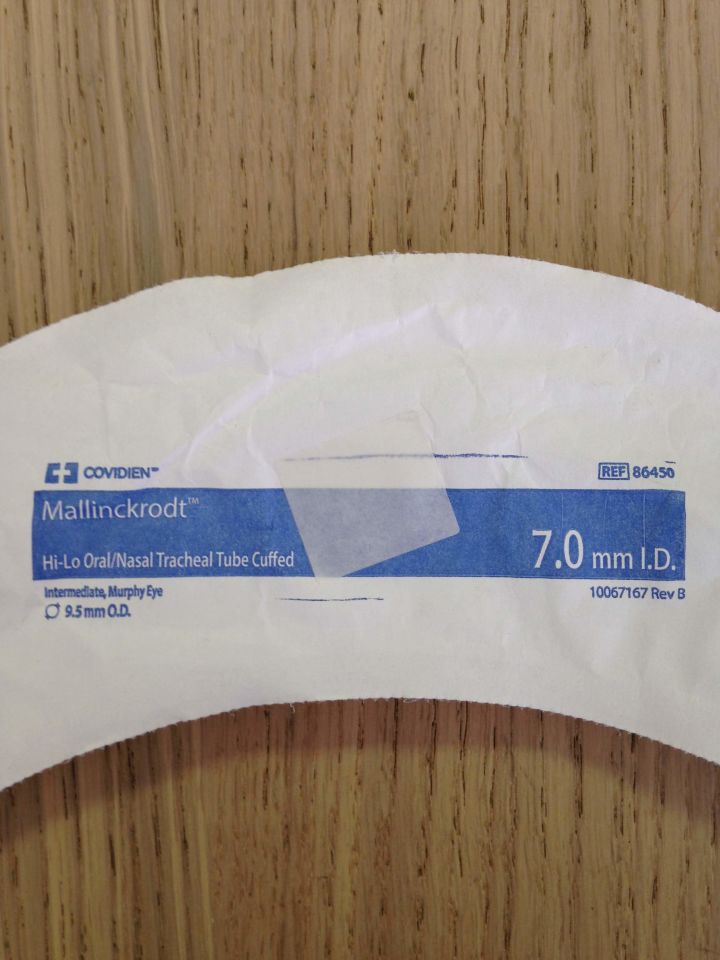 COVIDIEN™
REF 86450
Mallinckrodt™
Hi-Lo Oral/Nasal Tracheal Tube Cuffed
7.0 mm I.D.
Intermediate, Murphy Eye
9.5 mm O.D.
10067167 Rev B